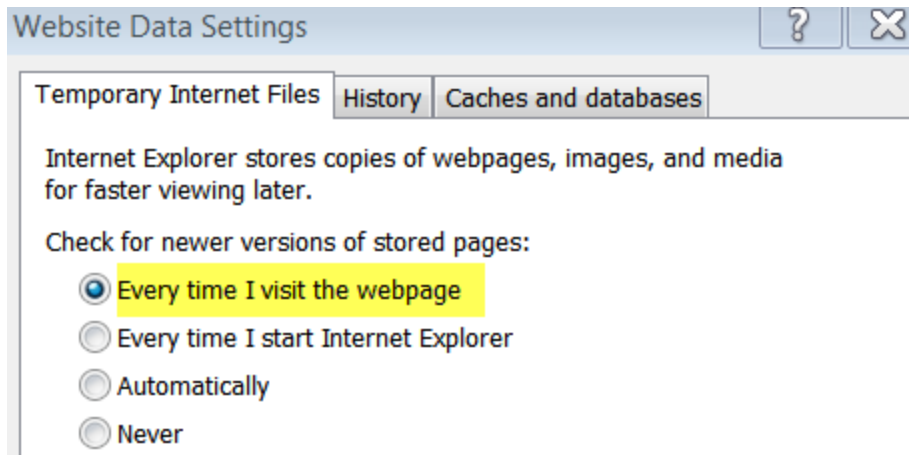 Website Data Settings
Temporary Internet Files History Caches and databases
Internet Explorer stores copies of webpages, images, and media
for faster viewing later.
Check for newer versions of stored pages:
Every time I visit the webpage
Every time I start Internet Explorer
Automatically
Never